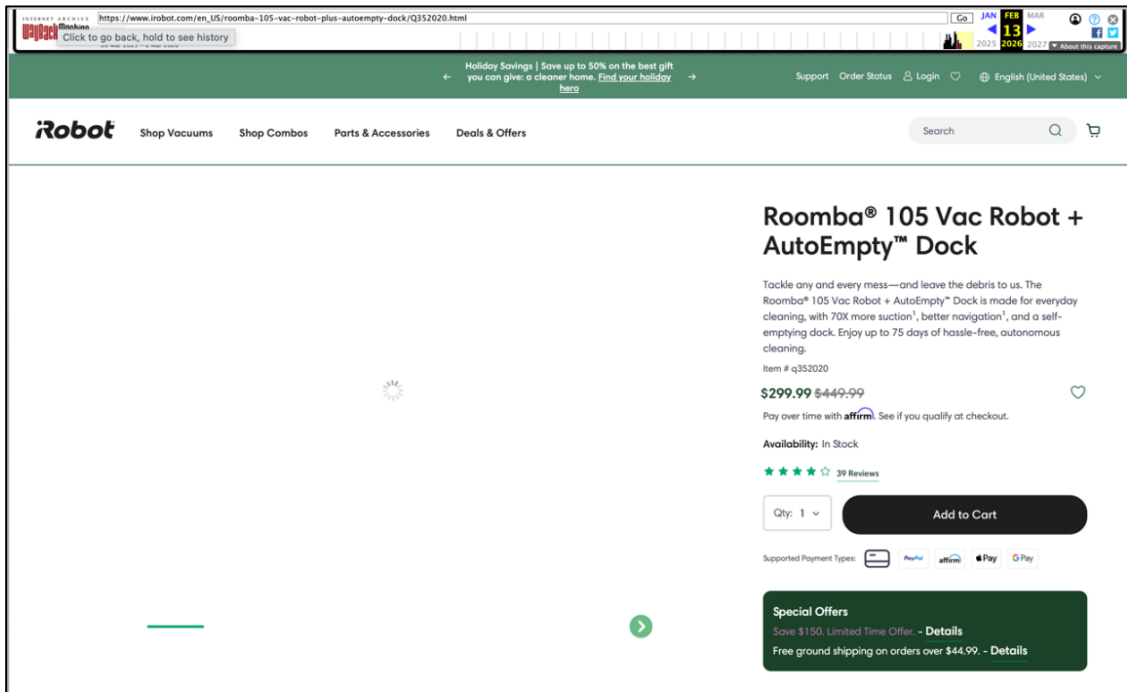 INTERNET ARCHIVE
WayBack Machine
https://www.irobot.com/en_US/roomba-105-vac-robot-plus-autoempty-dock/Q352020.html
Go
JAN FEB MAR
13
2025 2026 2027
About this capture
Click to go back, hold to see history
Holiday Savings | Save up to 50% on the best gift
you can give: a cleaner home. Find your holiday
hero
Support Order Status Login English (United States)
iRobot Shop Vacuums Shop Combos Parts & Accessories Deals & Offers Search
Roomba® 105 Vac Robot +
AutoEmpty™ Dock
Tackle any and every mess—and leave the debris to us. The
Roomba® 105 Vac Robot + AutoEmpty™ Dock is made for everyday
cleaning, with 70X more suction¹, better navigation¹, and a self-
emptying dock. Enjoy up to 75 days of hassle-free, autonomous
cleaning.
Item # q352020
$299.99 $449.99
Pay over time with affirm. See if you qualify at checkout.
Availability: In Stock
39 Reviews
Qty: 1 Add to Cart
Supported Payment Types: PayPal affirm Pay G Pay
Special Offers
Save $150. Limited Time Offer. - Details
Free ground shipping on orders over $44.99. - Details